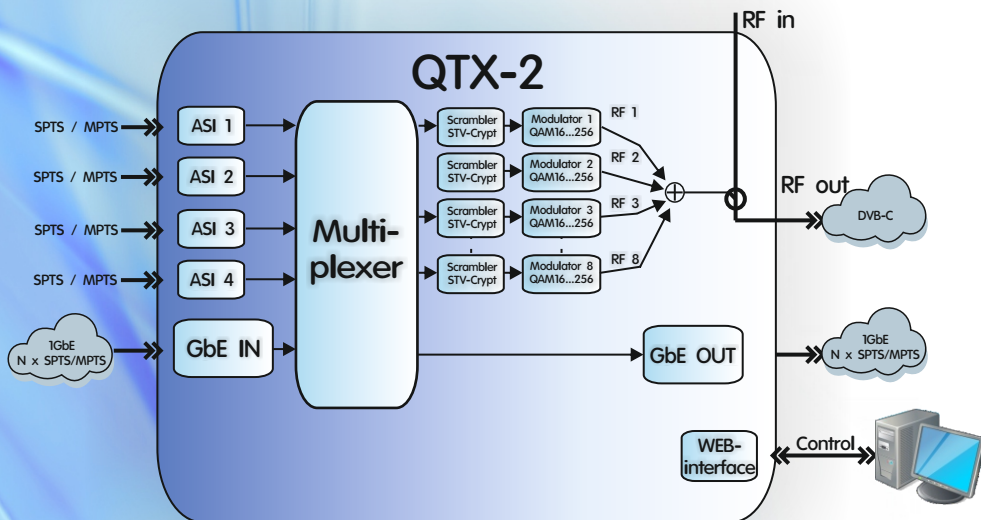 RF in
QTX-2
SPTS / MPTS
ASI 1
Scrambler
STV-Crypt
Modulator 1
QAM16...256
RF 1
SPTS / MPTS
ASI 2
Scrambler
STV-Crypt
Modulator 2
QAM16...256
RF 2
RF out
DVB-C
SPTS / MPTS
ASI 3
Multi-
plexer
Scrambler
STV-Crypt
Modulator 3
QAM16...256
RF 3
SPTS / MPTS
ASI 4
Scrambler
STV-Crypt
Modulator 8
QAM16...256
RF 8
1GbE
N x SPTS/MPTS
GbE IN
GbE OUT
1GbE
N x SPTS/MPTS
WEB-
interface
Control